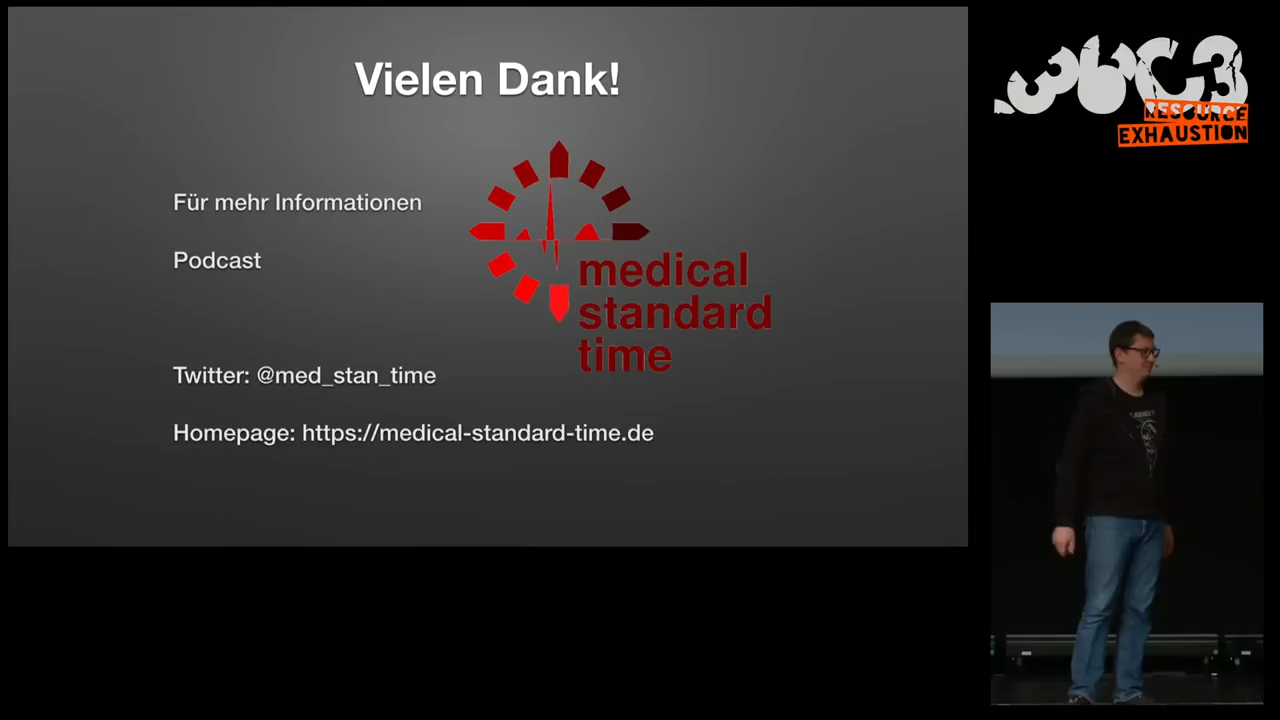 Vielen Dank!
Für mehr Informationen
Podcast
medical
standard
time
Twitter: @med_stan_time
Homepage: https://medical-standard-time.de
36C3
RESOURCE
EXHAUSTION